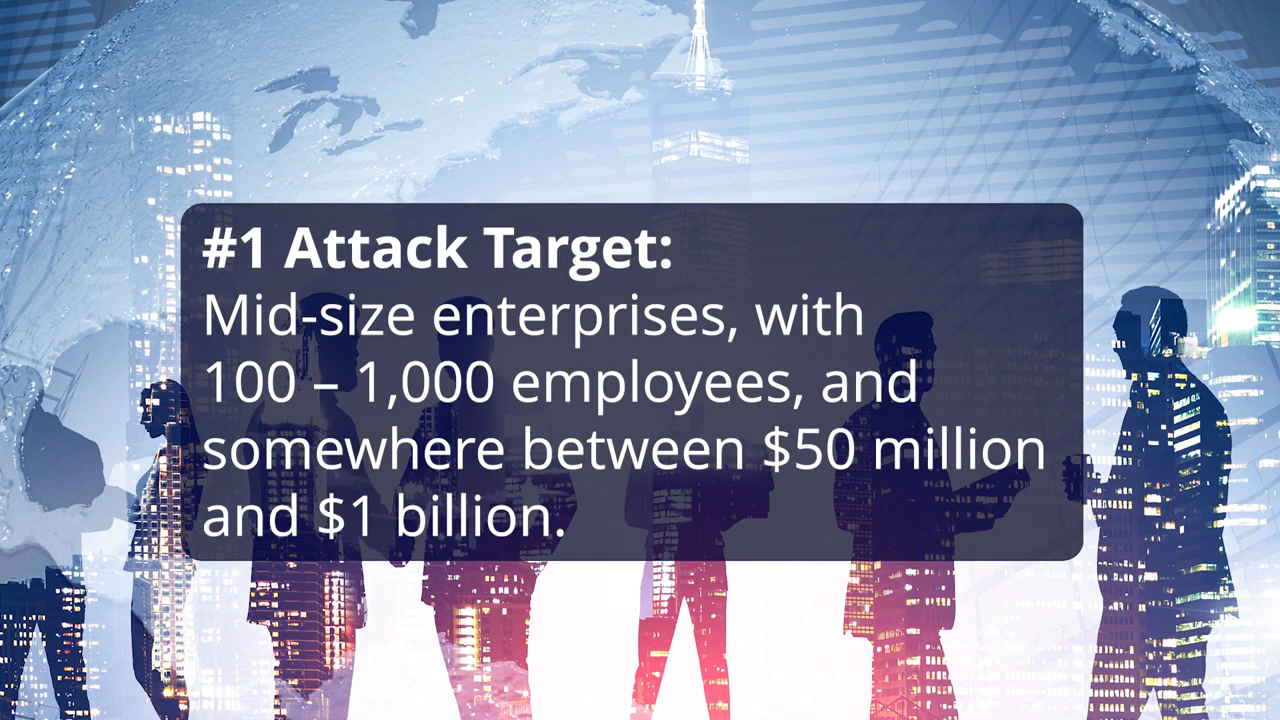 #1 Attack Target:
Mid-size enterprises, with
100 – 1,000 employees, and
somewhere between $50 million
and $1 billion.